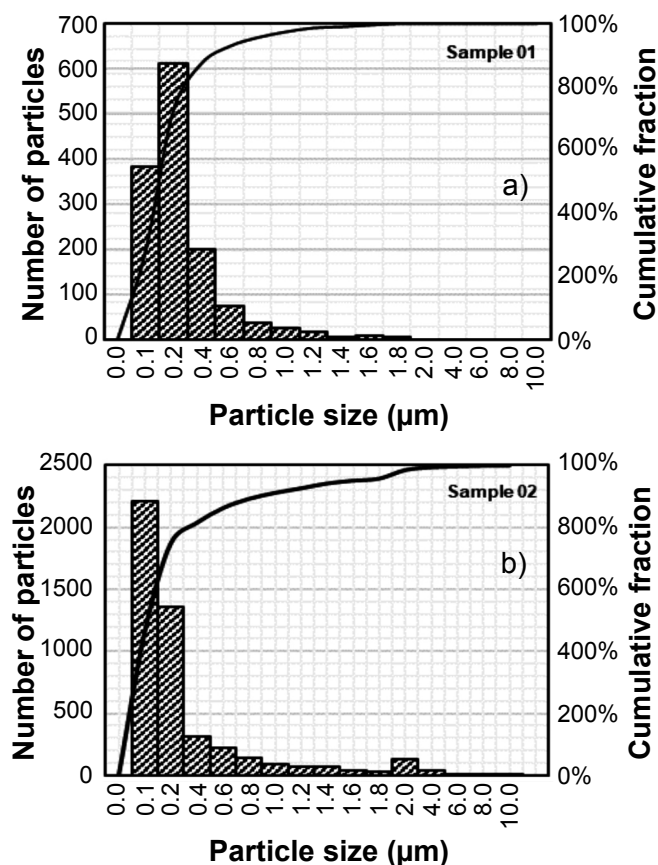 700
600
500
400
300
200
100
0
Number of particles
100%
800%
600%
400%
200%
0%
Cumulative fraction
Sample 01
a)
0.0 0.1 0.2 0.4 0.6 0.8 1.0 1.2 1.4 1.6 1.8 2.0 4.0 6.0 8.0 10.0
Particle size (µm)
2500
2000
1500
1000
500
0
Number of particles
100%
800%
600%
400%
200%
0%
Cumulative fraction
Sample 02
b)
0.0 0.1 0.2 0.4 0.6 0.8 1.0 1.2 1.4 1.6 1.8 2.0 4.0 6.0 8.0 10.0
Particle size (µm)